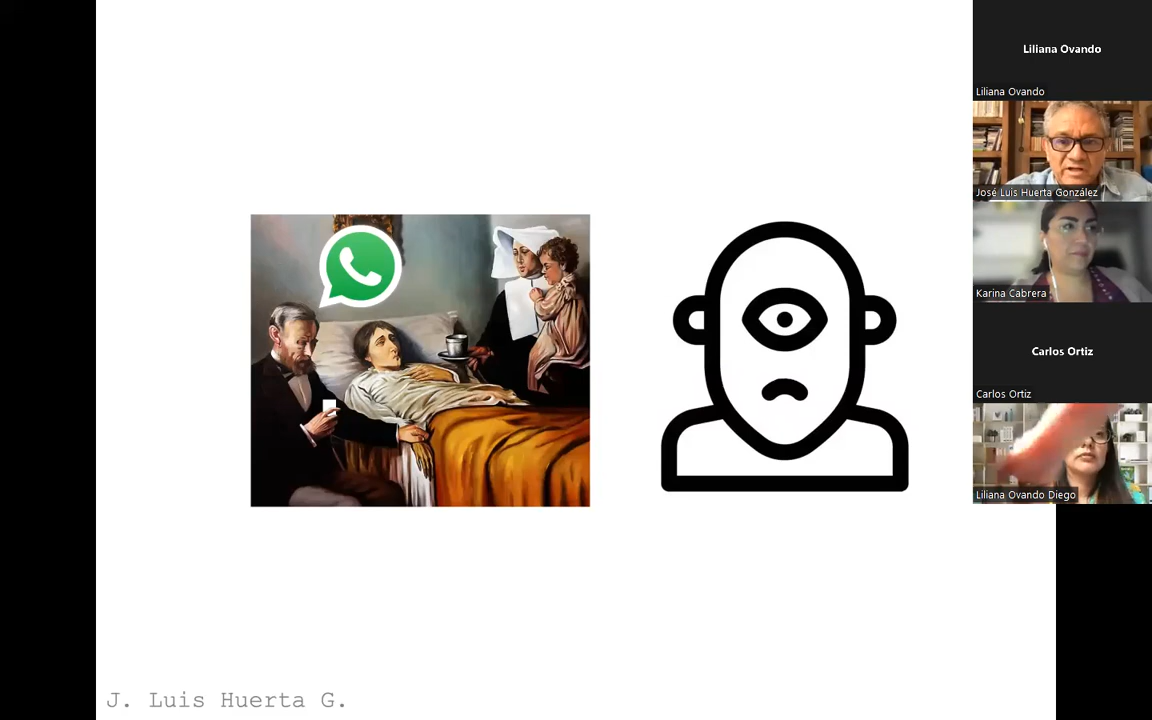 Liliana Ovando
Liliana Ovando
José Luis Huerta González
Karina Cabrera
Carlos Ortiz
Carlos Ortiz
Liliana Ovando Diego
J. Luis Huerta G.